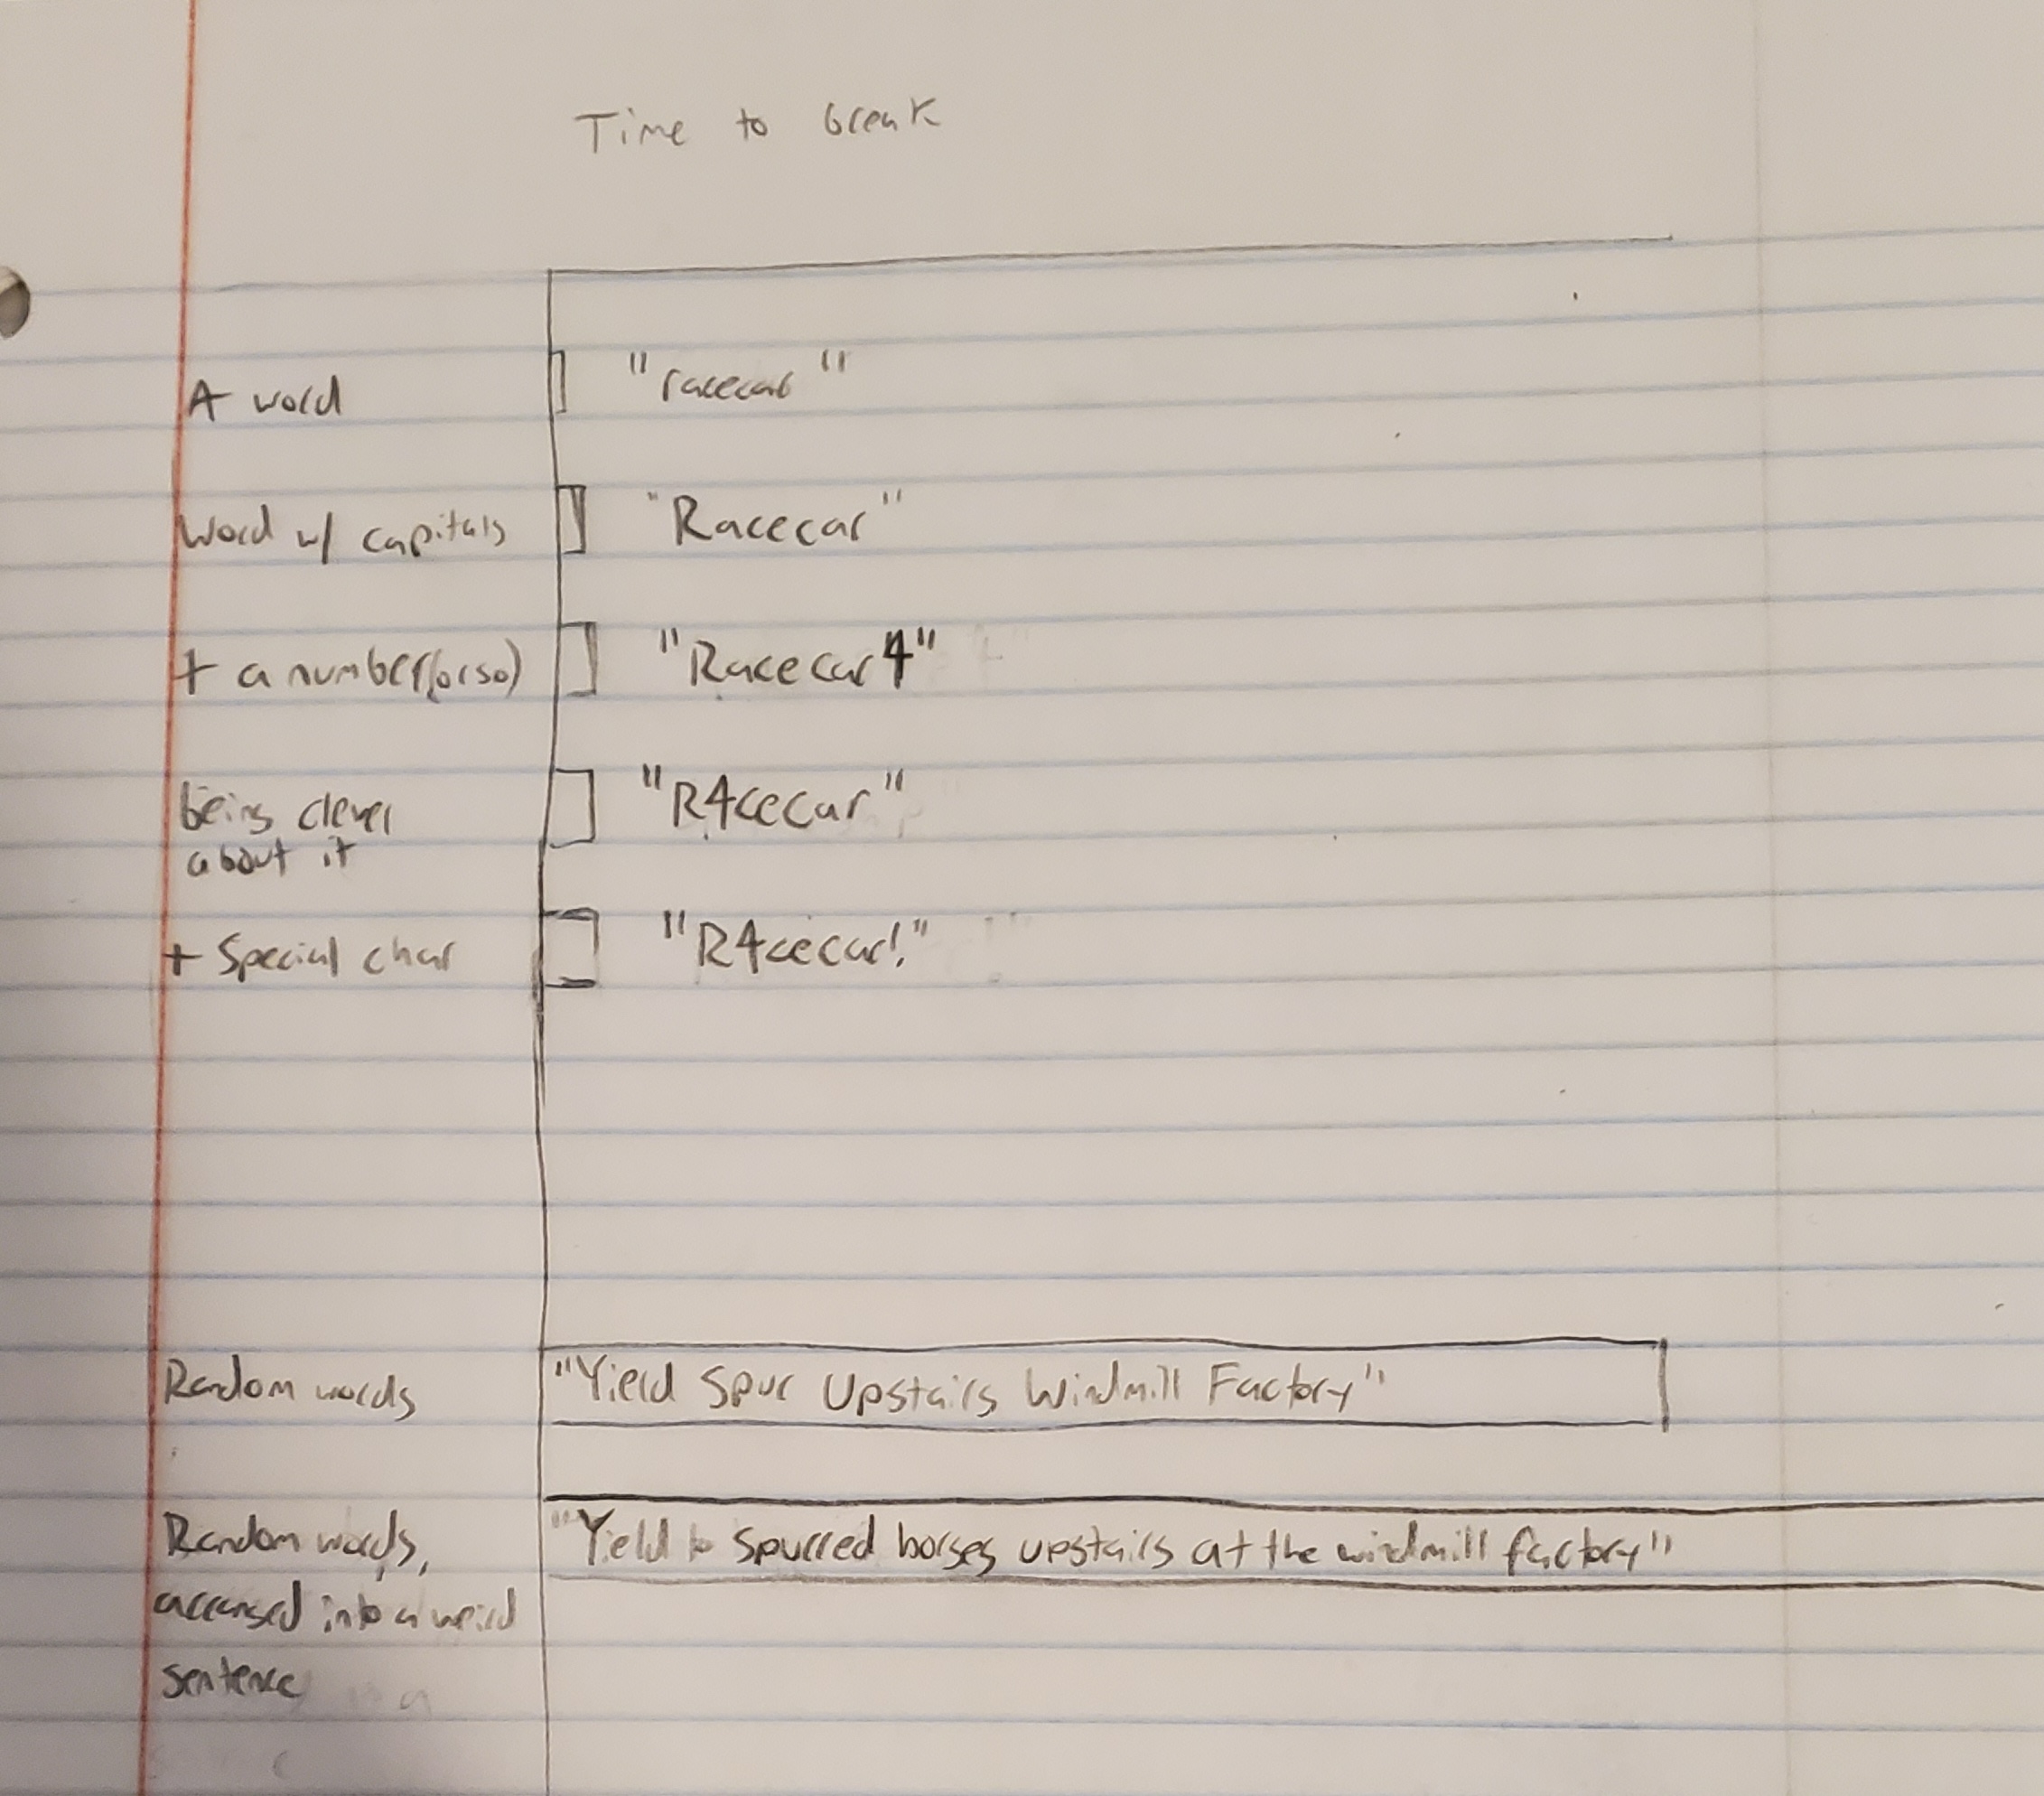 Time to break
A word "racecar"
Word w/ capitals "Racecar"
+ a number(orso) "Racecar4"
being clever "R4cecar"
about it
+ Special char "R4cecar!"
Random words "Yield Spur Upstairs Windmill Factory"
Random words, "Yield to spurred horses upstairs at the windmill factory"
arranged into a weird
sentence